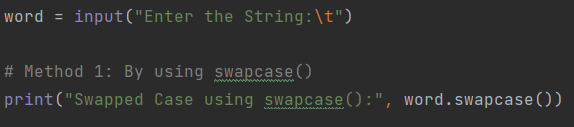 word = input("Enter the String:\t")
# Method 1: By using swapcase()
print("Swapped Case using swapcase():", word.swapcase())